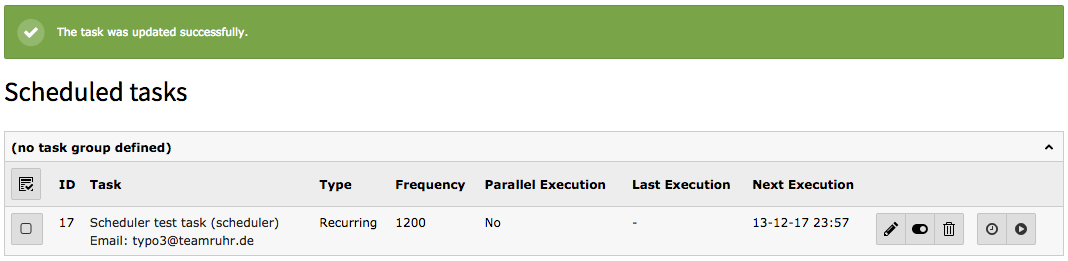 The task was updated successfully.
Scheduled tasks
(no task group defined)
ID Task Type Frequency Parallel Execution Last Execution Next Execution
17 Scheduler test task (scheduler) Recurring 1200 No - 13-12-17 23:57
Email: typo3@teamruhr.de